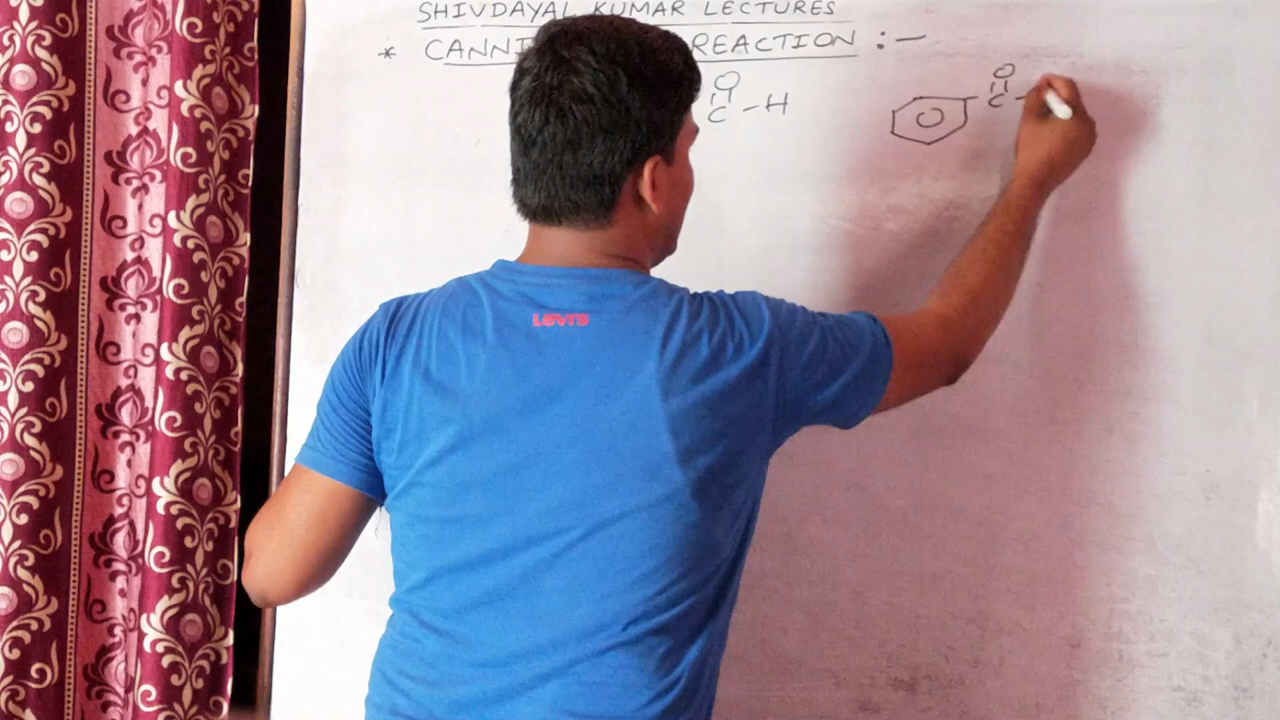 SHIVDAYAL KUMAR LECTURES
* CANNI REACTION :-
O O
C - H C -
LEVI'S